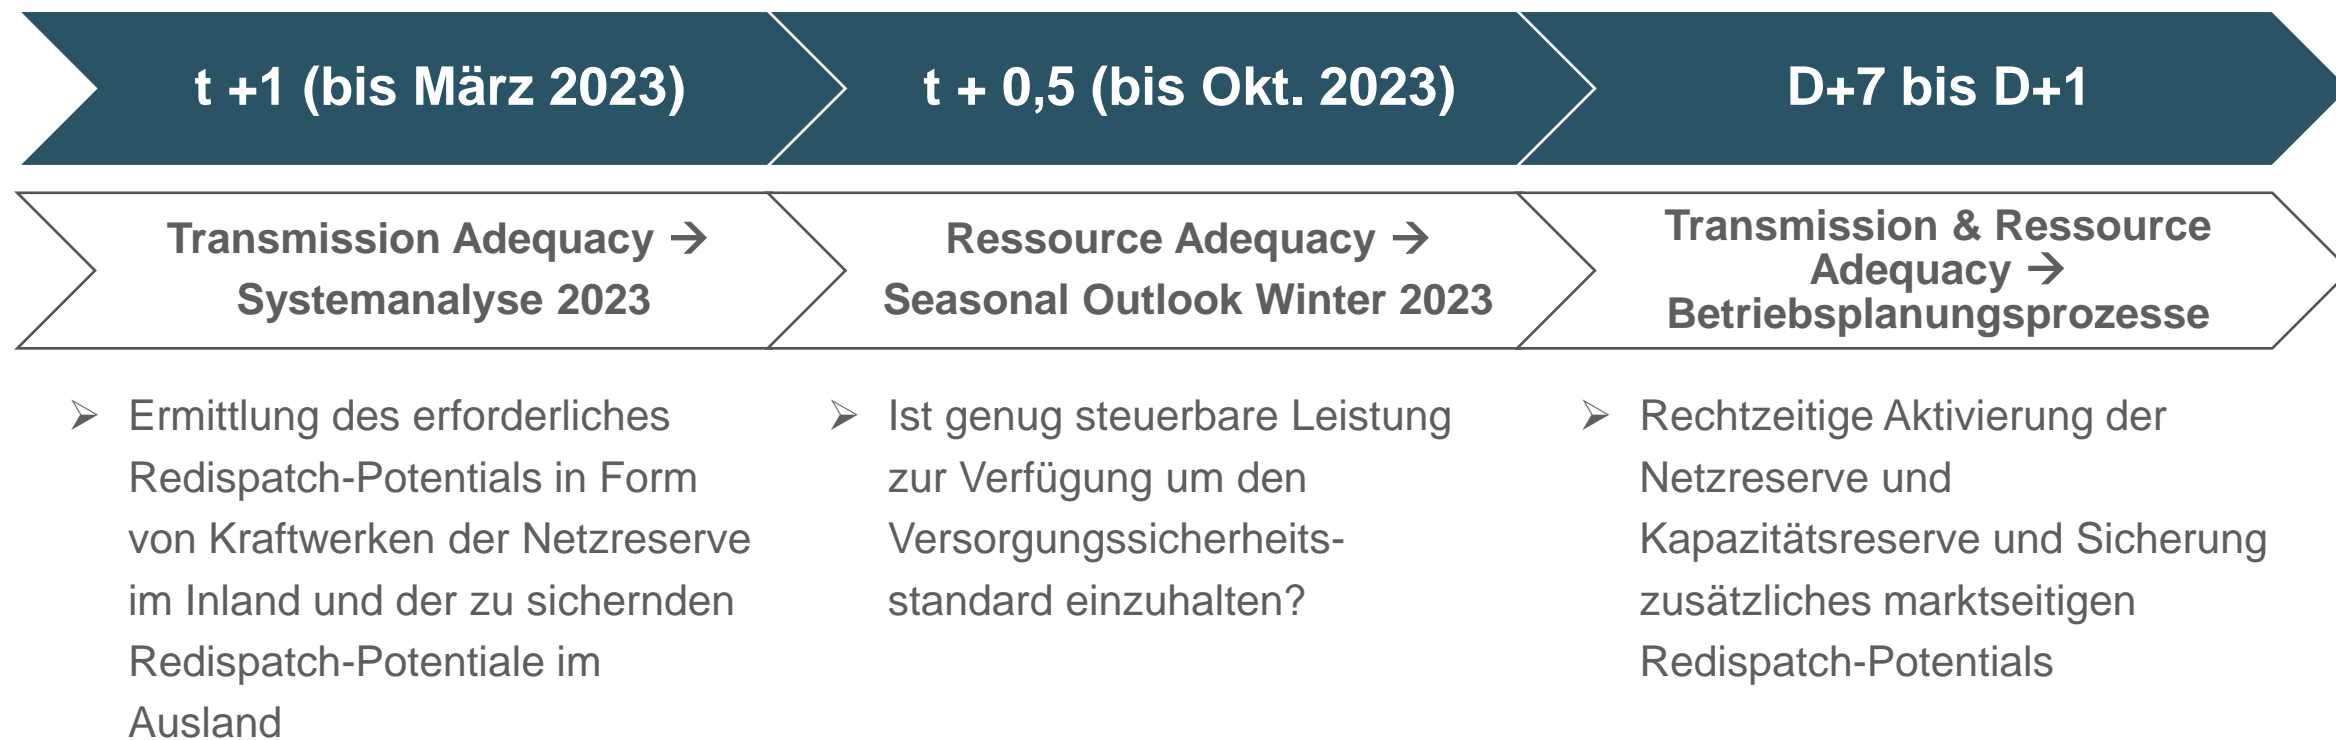 t +1 (bis März 2023)
t + 0,5 (bis Okt. 2023)
D+7 bis D+1
Transmission Adequacy →
Systemanalyse 2023
Ressource Adequacy →
Seasonal Outlook Winter 2023
Transmission & Ressource
Adequacy →
Betriebsplanungsprozesse
➢ Ermittlung des erforderliches
Redispatch-Potentials in Form
von Kraftwerken der Netzreserve
im Inland und der zu sichernden
Redispatch-Potentiale im
Ausland
➢ Ist genug steuerbare Leistung
zur Verfügung um den
Versorgungssicherheits-
standard einzuhalten?
➢ Rechtzeitige Aktivierung der
Netzreserve und
Kapazitätsreserve und Sicherung
zusätzliches marktseitigen
Redispatch-Potentials